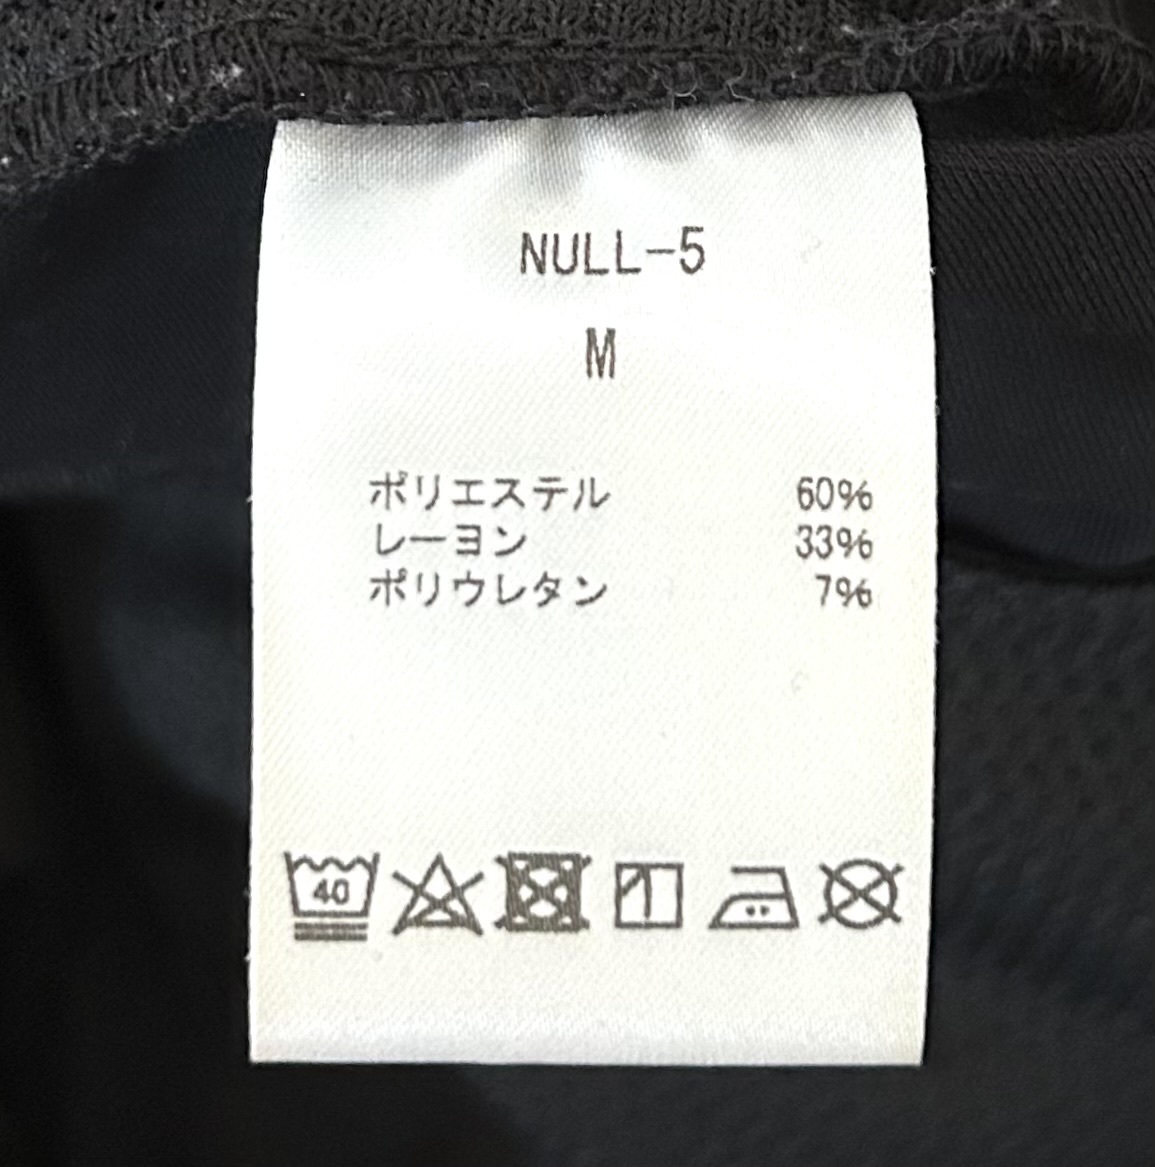 NULL-5
M
ポリエステル 60%
レーヨン 33%
ポリウレタン 7%
40